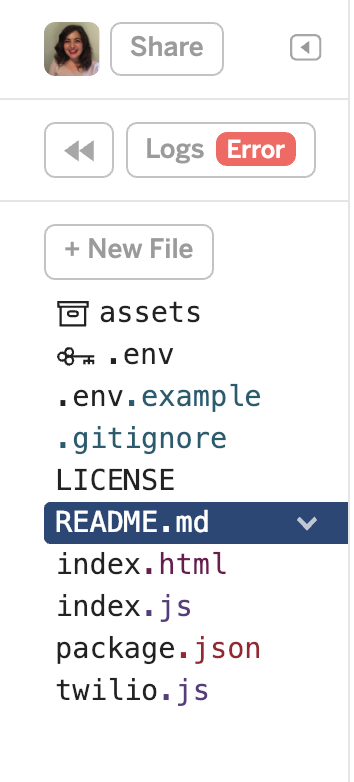 Share
Logs Error
+ New File
assets
.env
.env.example
.gitignore
LICENSE
README.md
index.html
index.js
package.json
twilio.js